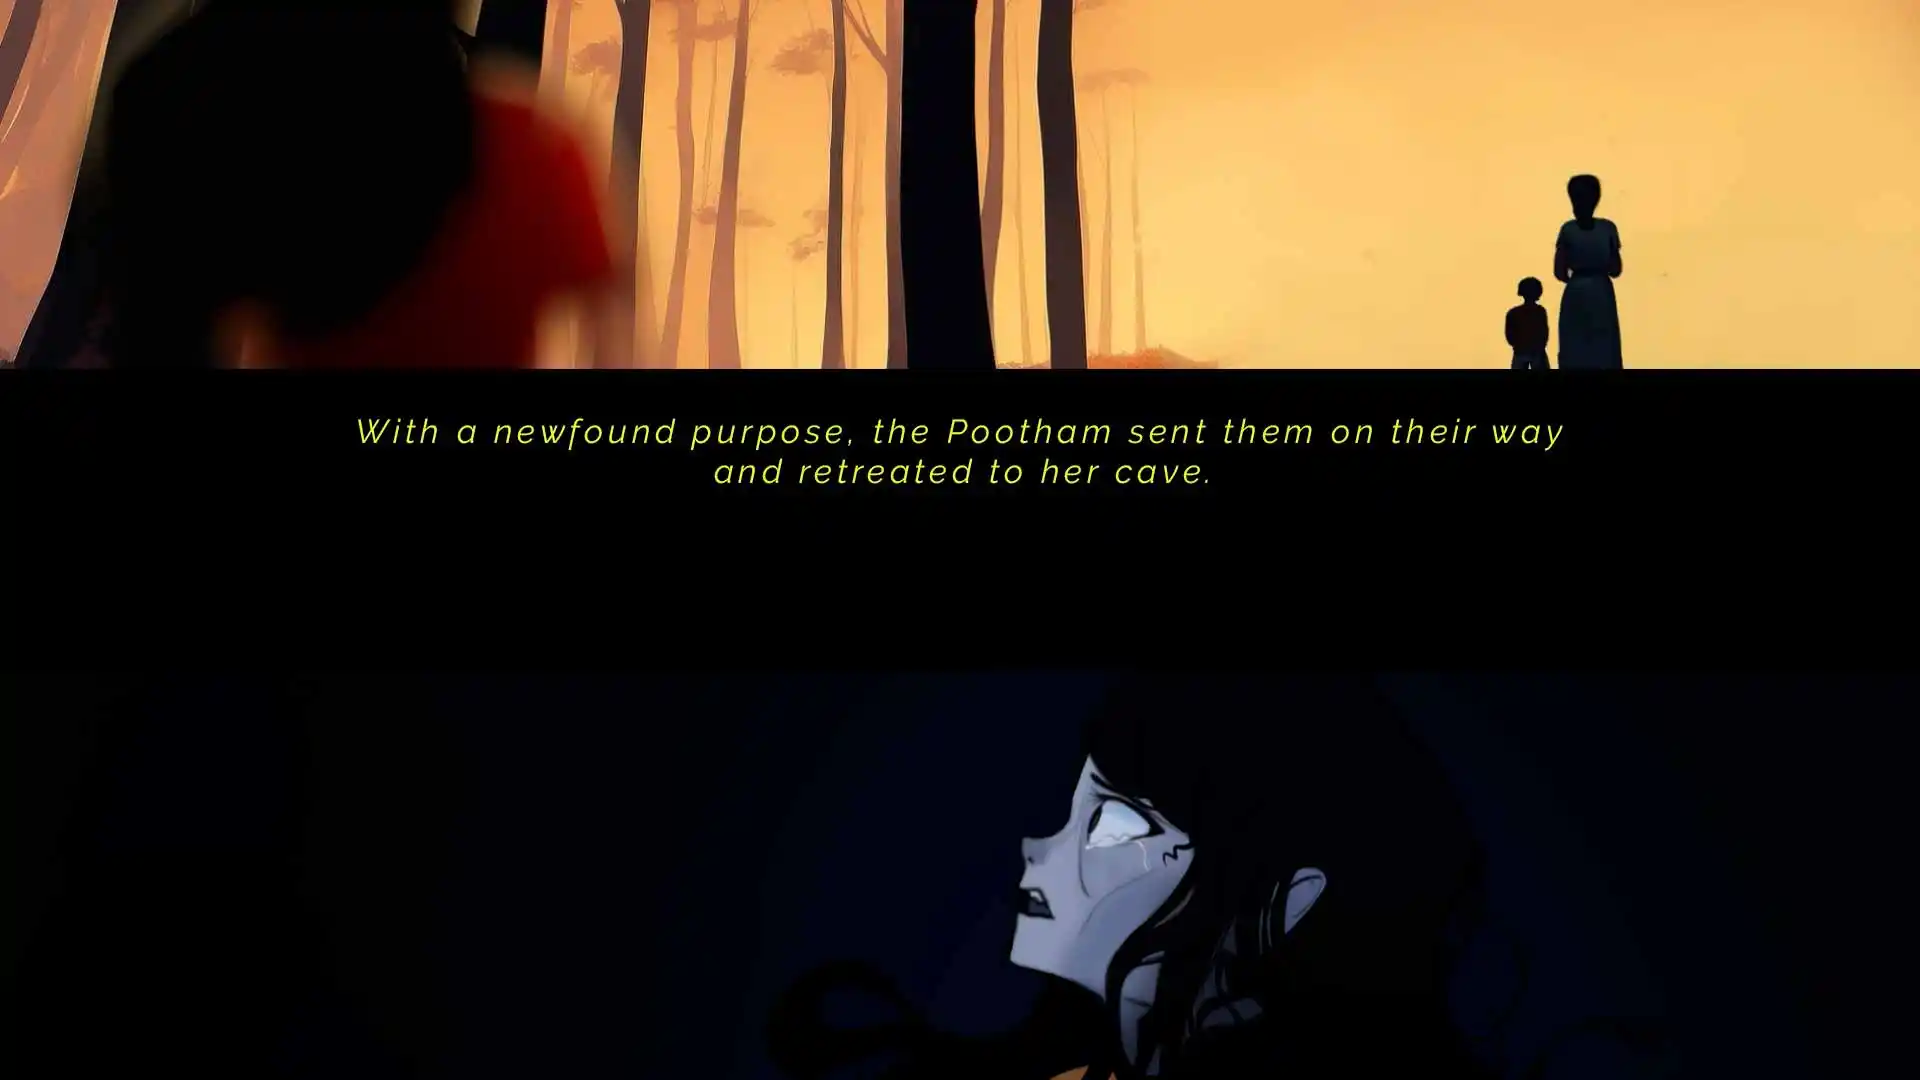 With a newfound purpose, the Pootham sent them on their way
and retreated to her cave.